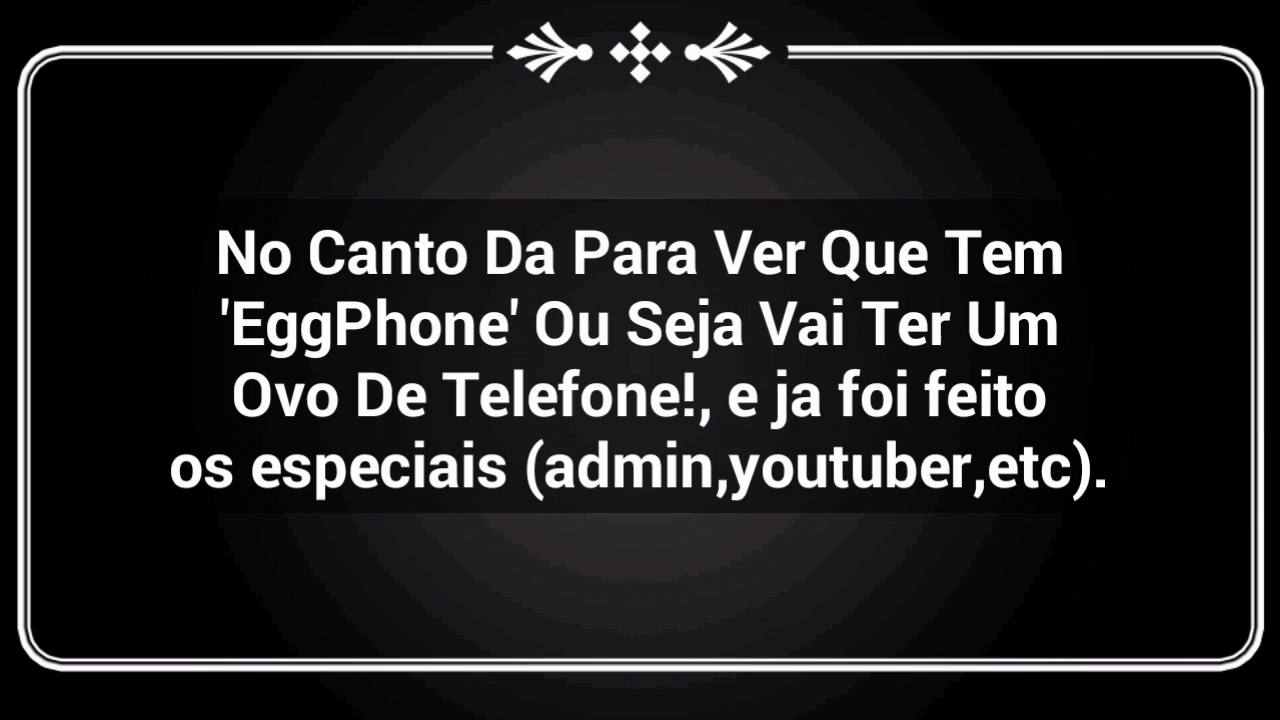 No Canto Da Para Ver Que Tem
'EggPhone' Ou Seja Vai Ter Um
Ovo De Telefone!, e ja foi feito
os especiais (admin,youtuber,etc).